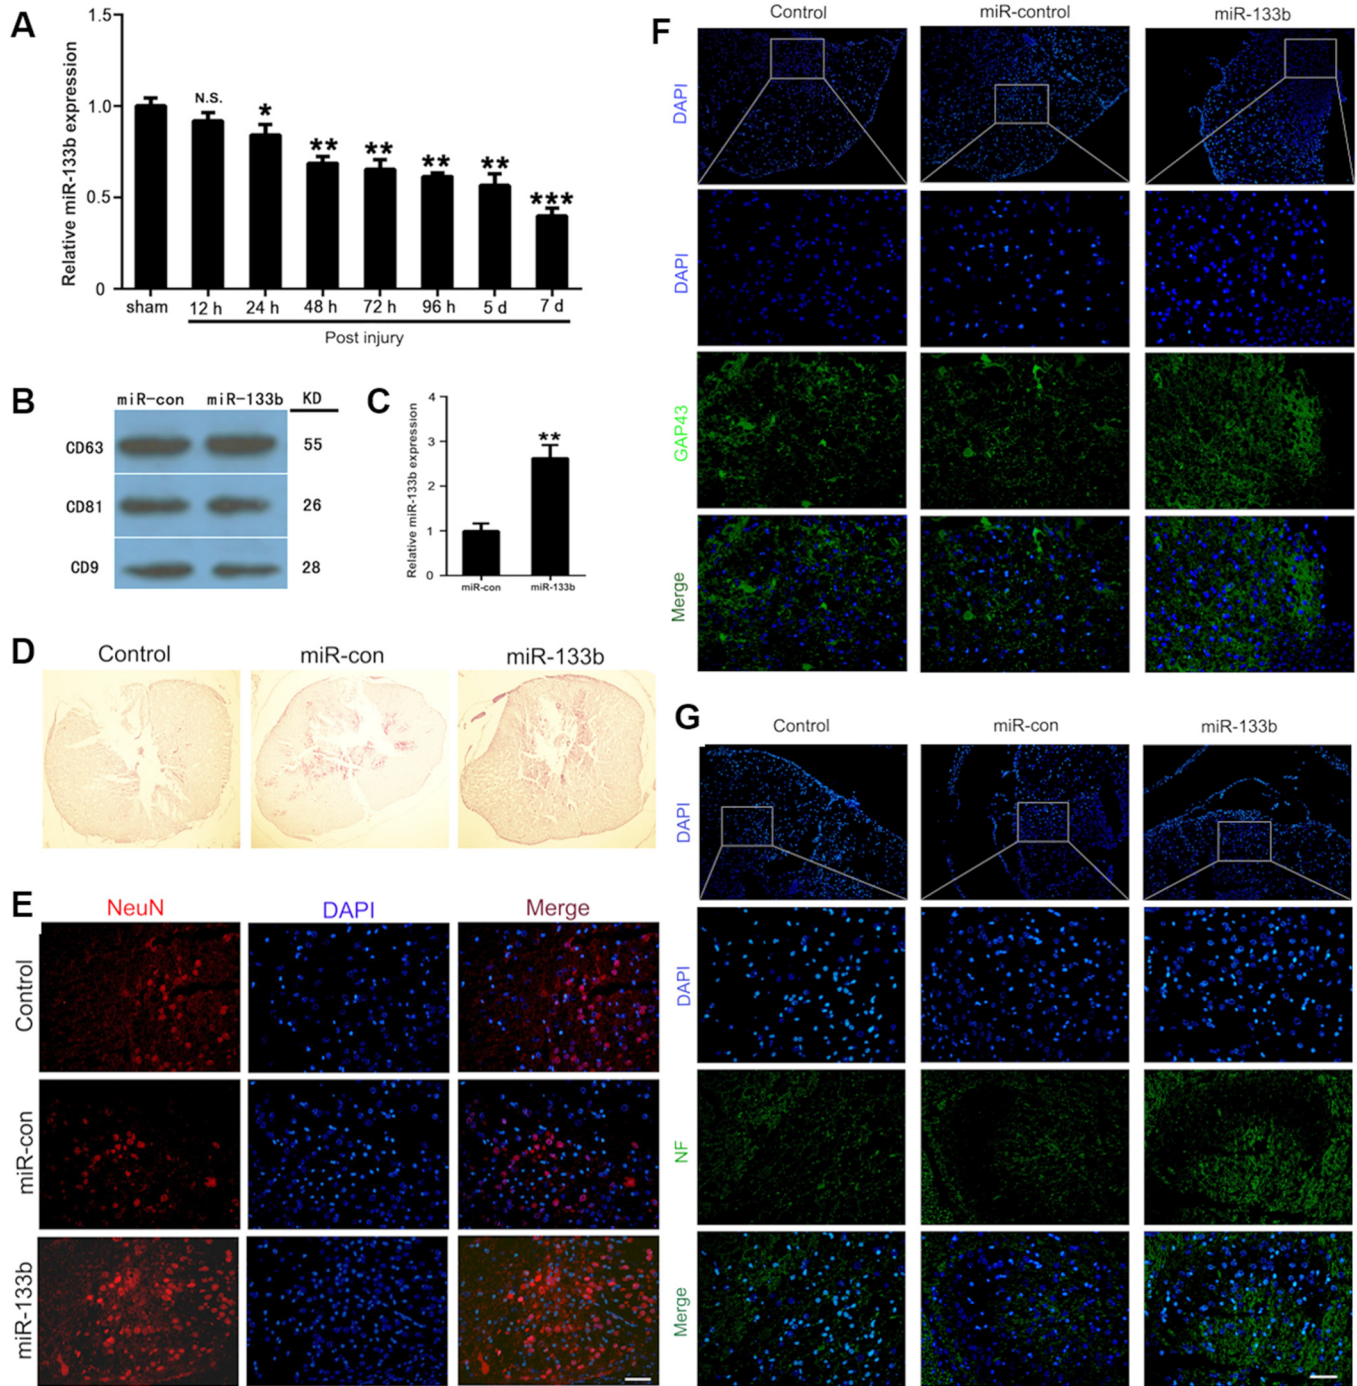 A
Relative miR-133b expression
1.5
1.0
0.5
0
N.S.
*
**
**
**
**
***
sham 12 h 24 h 48 h 72 h 96 h 5 d 7 d
Post injury
B
miR-con miR-133b KD
CD63 55
CD81 26
CD9 28
C
Relative miR-133b expression
4
3
2
1
0
**
miR-con miR-133b
D
Control miR-con miR-133b
E
NeuN DAPI Merge
Control
miR-con
miR-133b
F
Control miR-control miR-133b
DAPI
DAPI
GAP43
Merge
G
Control miR-con miR-133b
DAPI
DAPI
NF
Merge